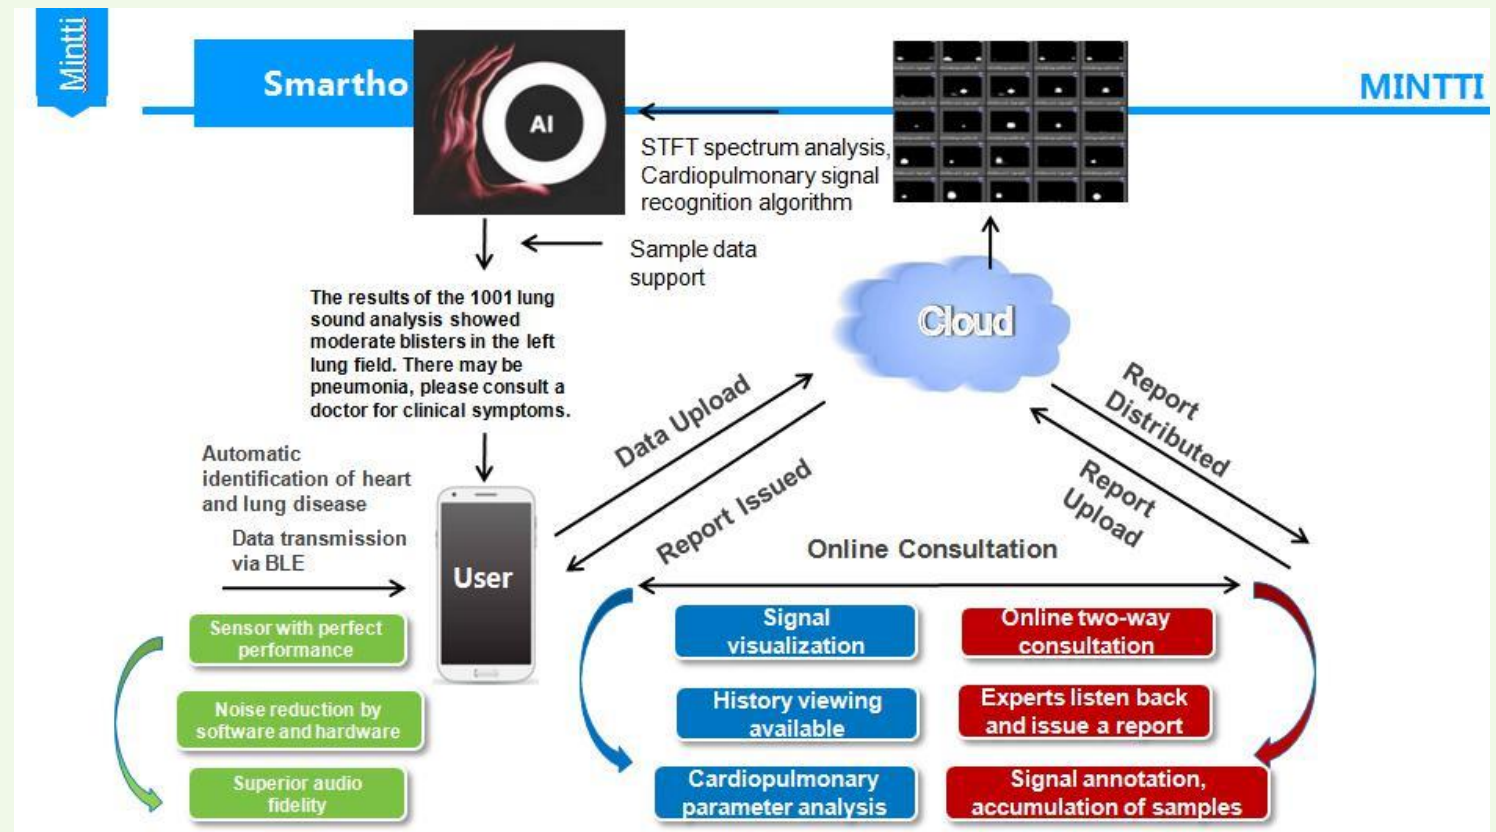 Mintti
Smartho
MINTTI
AI
STFT spectrum analysis,
Cardiopulmonary signal
recognition algorithm
Sample data
support
The results of the 1001 lung
sound analysis showed
moderate blisters in the left
lung field. There may be
pneumonia, please consult a
doctor for clinical symptoms.
Cloud
Data Upload
Report Issued
Report
Distributed
Report
Upload
Automatic
identification of heart
and lung disease
Data transmission
via BLE
User
Online Consultation
Sensor with perfect
performance
Noise reduction by
software and hardware
Superior audio
fidelity
Signal
visualization
History viewing
available
Cardiopulmonary
parameter analysis
Online two-way
consultation
Experts listen back
and issue a report
Signal annotation,
accumulation of samples